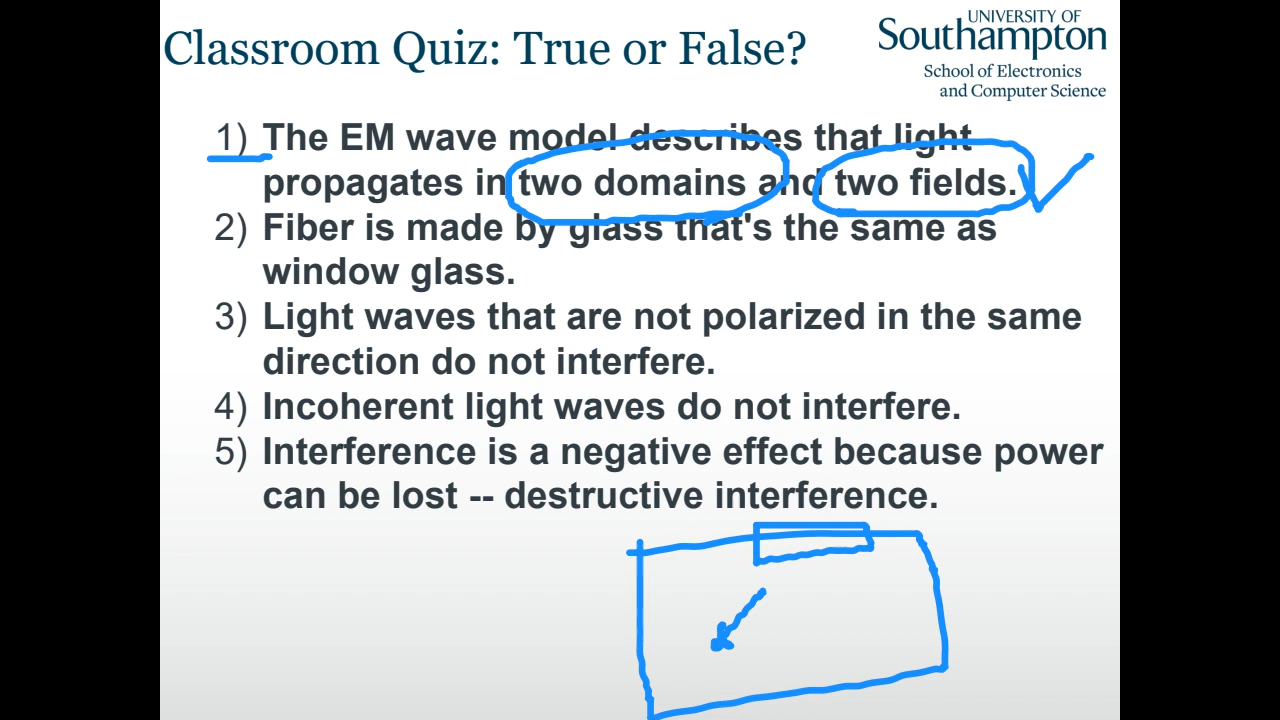 Classroom Quiz: True or False?
UNIVERSITY OF
Southampton
School of Electronics
and Computer Science
1) The EM wave model describes that light
propagates in two domains and two fields.
2) Fiber is made by glass that's the same as
window glass.
3) Light waves that are not polarized in the same
direction do not interfere.
4) Incoherent light waves do not interfere.
5) Interference is a negative effect because power
can be lost -- destructive interference.